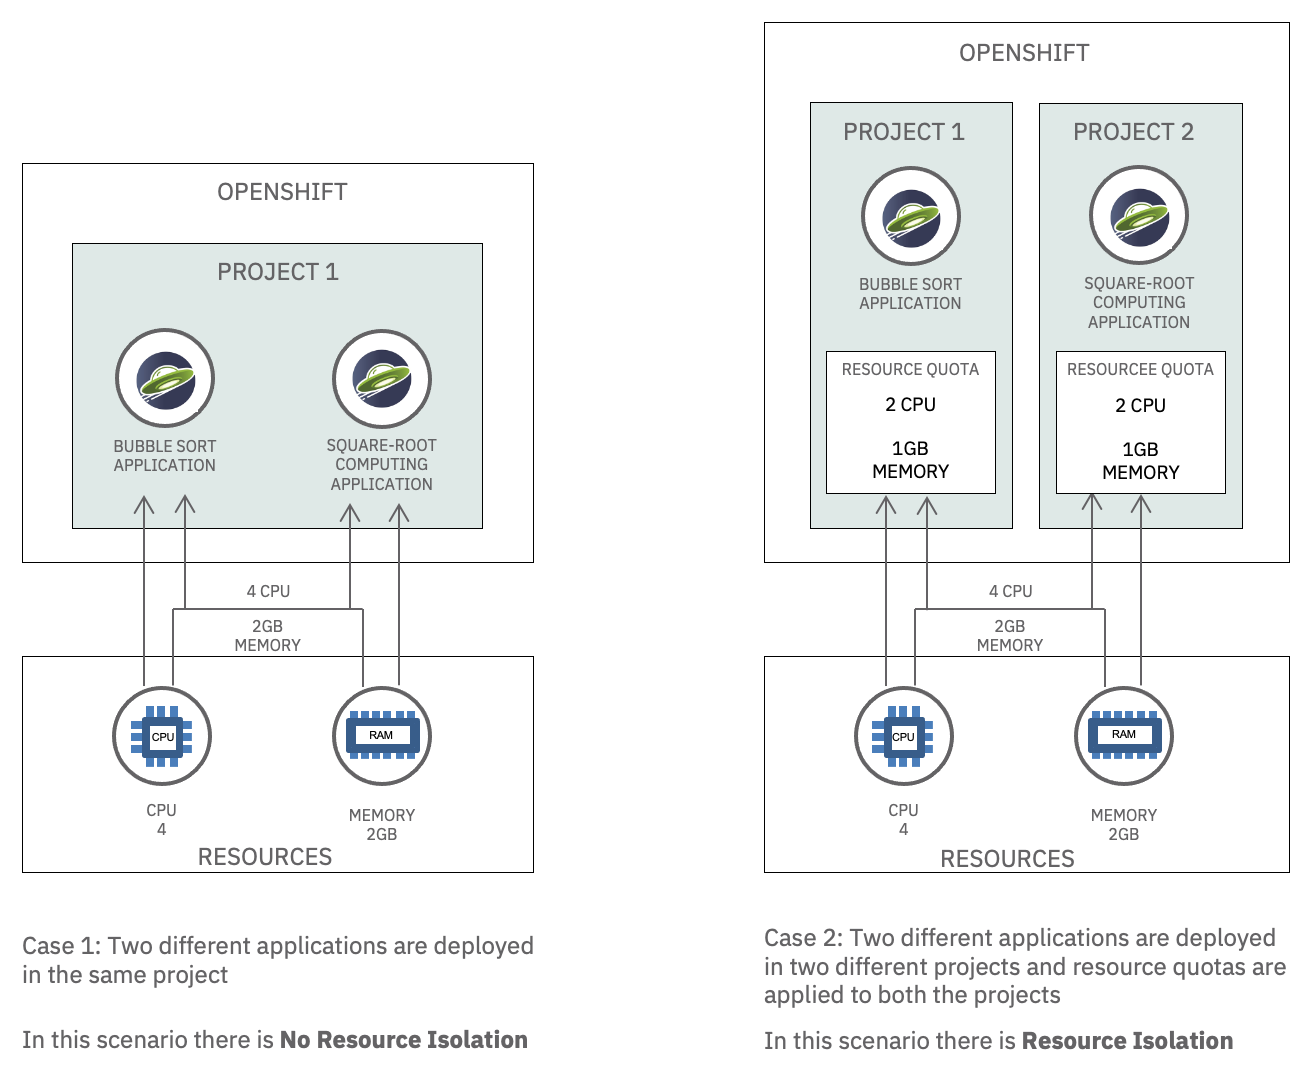 OPENSHIFT
PROJECT 1
BUBBLE SORT
APPLICATION
SQUARE-ROOT
COMPUTING
APPLICATION
4 CPU
2GB
MEMORY
CPU
RAM
CPU
4
MEMORY
2GB
RESOURCES
Case 1: Two different applications are deployed
in the same project
In this scenario there is No Resource Isolation
OPENSHIFT
PROJECT 1
BUBBLE SORT
APPLICATION
RESOURCE QUOTA
2 CPU
1GB
MEMORY
PROJECT 2
SQUARE-ROOT
COMPUTING
APPLICATION
RESOURCEE QUOTA
2 CPU
1GB
MEMORY
4 CPU
2GB
MEMORY
CPU
RAM
CPU
4
MEMORY
2GB
RESOURCES
Case 2: Two different applications are deployed
in two different projects and resource quotas are
applied to both the projects
In this scenario there is Resource Isolation